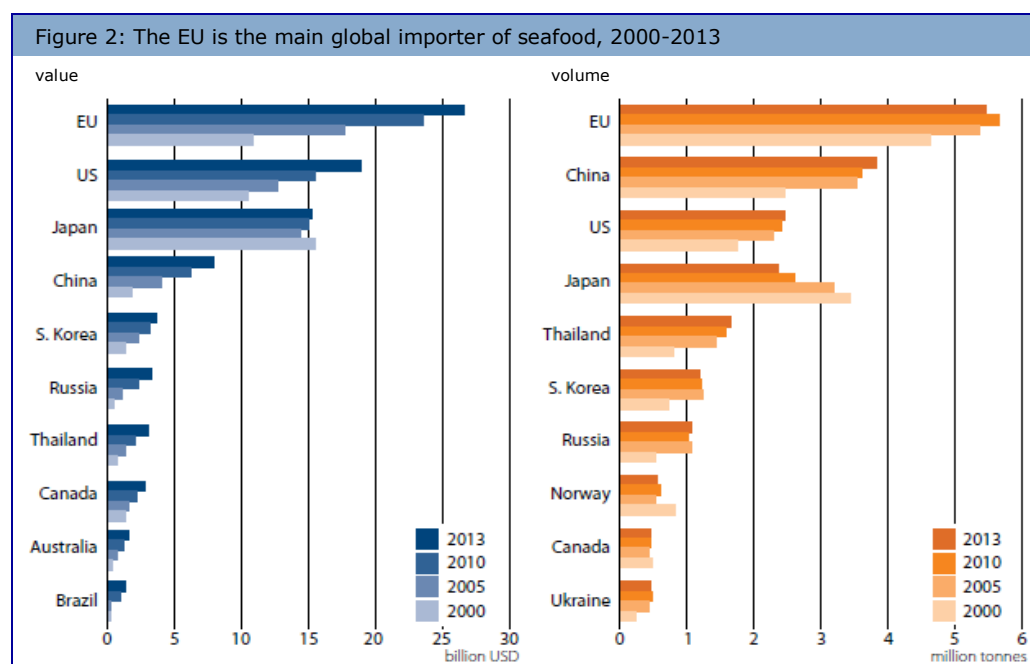 Figure 2: The EU is the main global importer of seafood, 2000-2013
value
EU
US
Japan
China
S. Korea
Russia
Thailand
Canada
Australia
Brazil
2013
2010
2005
2000
0 5 10 15 20 25 30
billion USD
volume
EU
China
US
Japan
Thailand
S. Korea
Russia
Norway
Canada
Ukraine
2013
2010
2005
2000
0 1 2 3 4 5 6
million tonnes